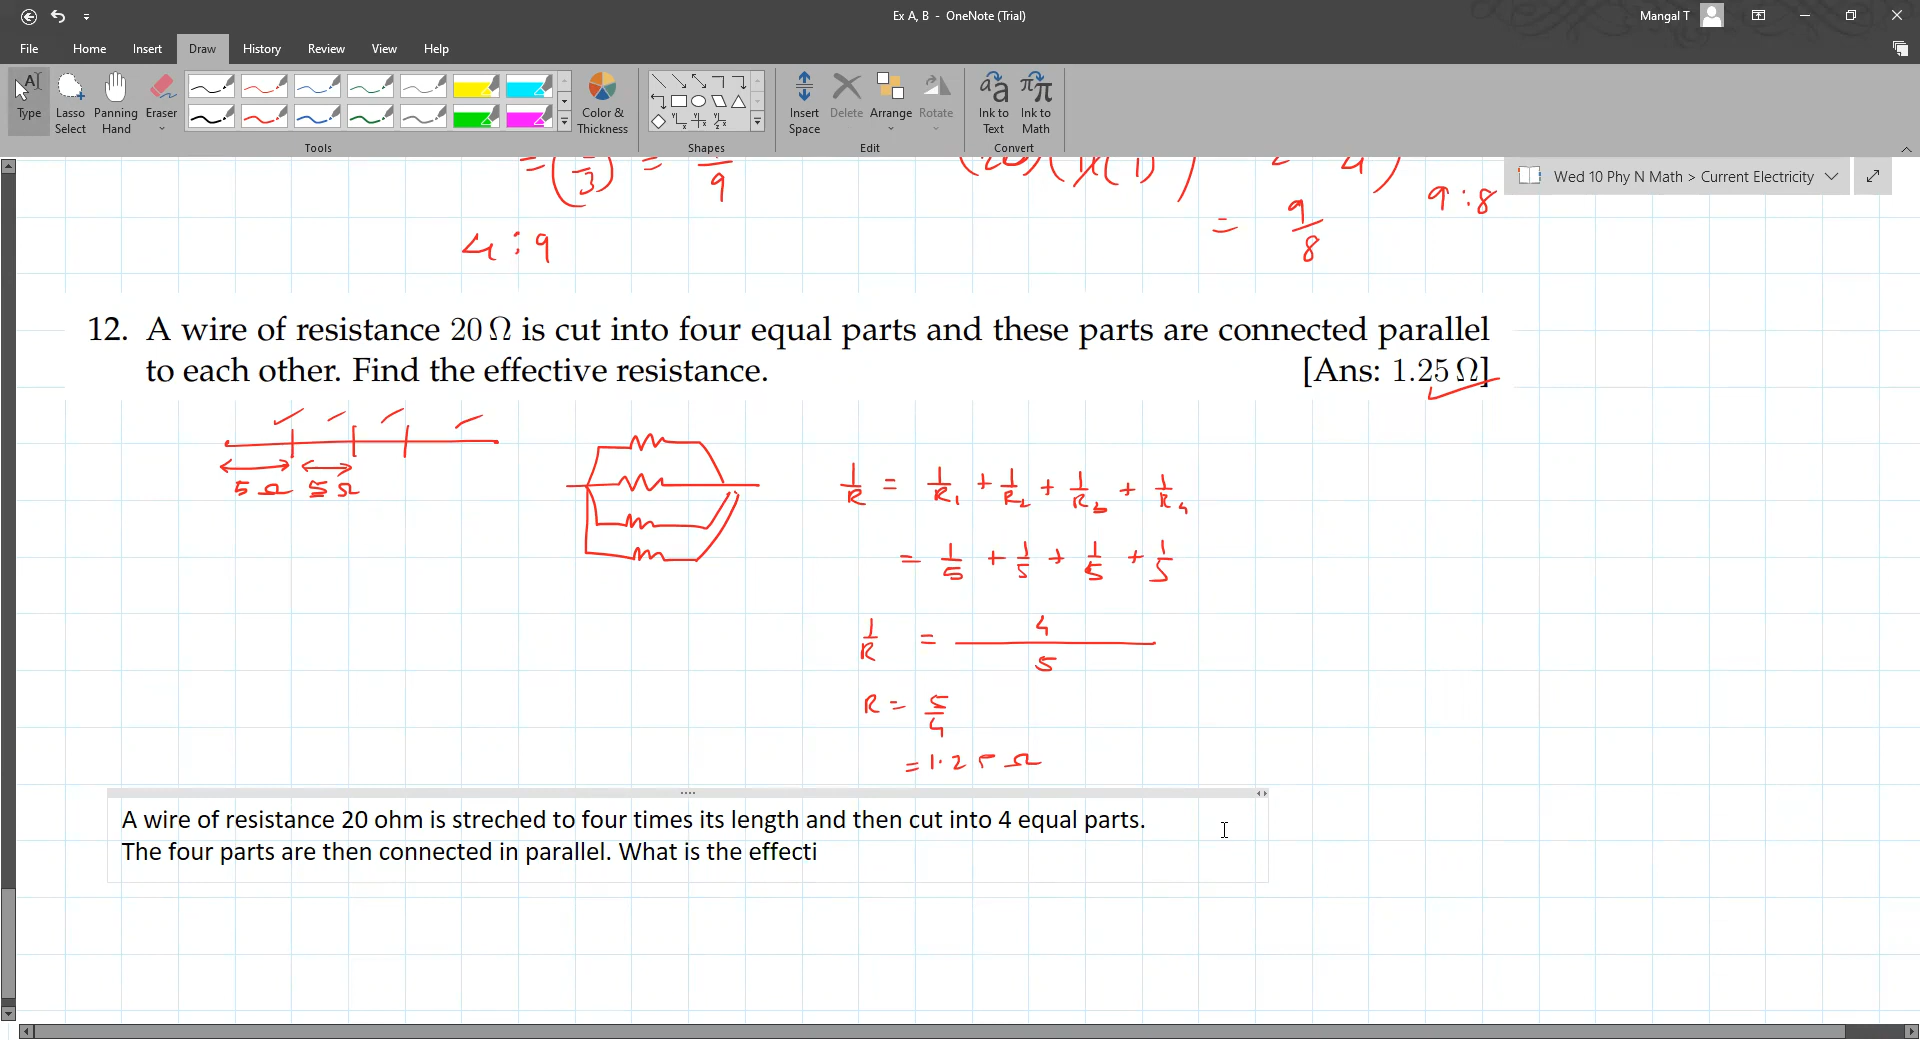 Ex A, B - OneNote (Trial)
Mangal T
File Home Insert Draw History Review View Help
Type
Lasso Select
Panning Hand
Eraser
Color & Thickness
Insert Space
Delete
Arrange
Rotate
Ink to Text
Ink to Math
Tools
Shapes
Edit
Convert
Wed 10 Phy N Math > Current Electricity
9
9 : 8
= 9/8
4 : 9
12. A wire of resistance 20 Ω is cut into four equal parts and these parts are connected parallel
to each other. Find the effective resistance. [Ans: 1.25 Ω]
5 Ω 5 Ω
1/R = 1/R1 + 1/R2 + 1/R3 + 1/R4
= 1/5 + 1/5 + 1/5 + 1/5
1/R = 4/5
R = 5/4
= 1.25 Ω
A wire of resistance 20 ohm is streched to four times its length and then cut into 4 equal parts.
The four parts are then connected in parallel. What is the effecti